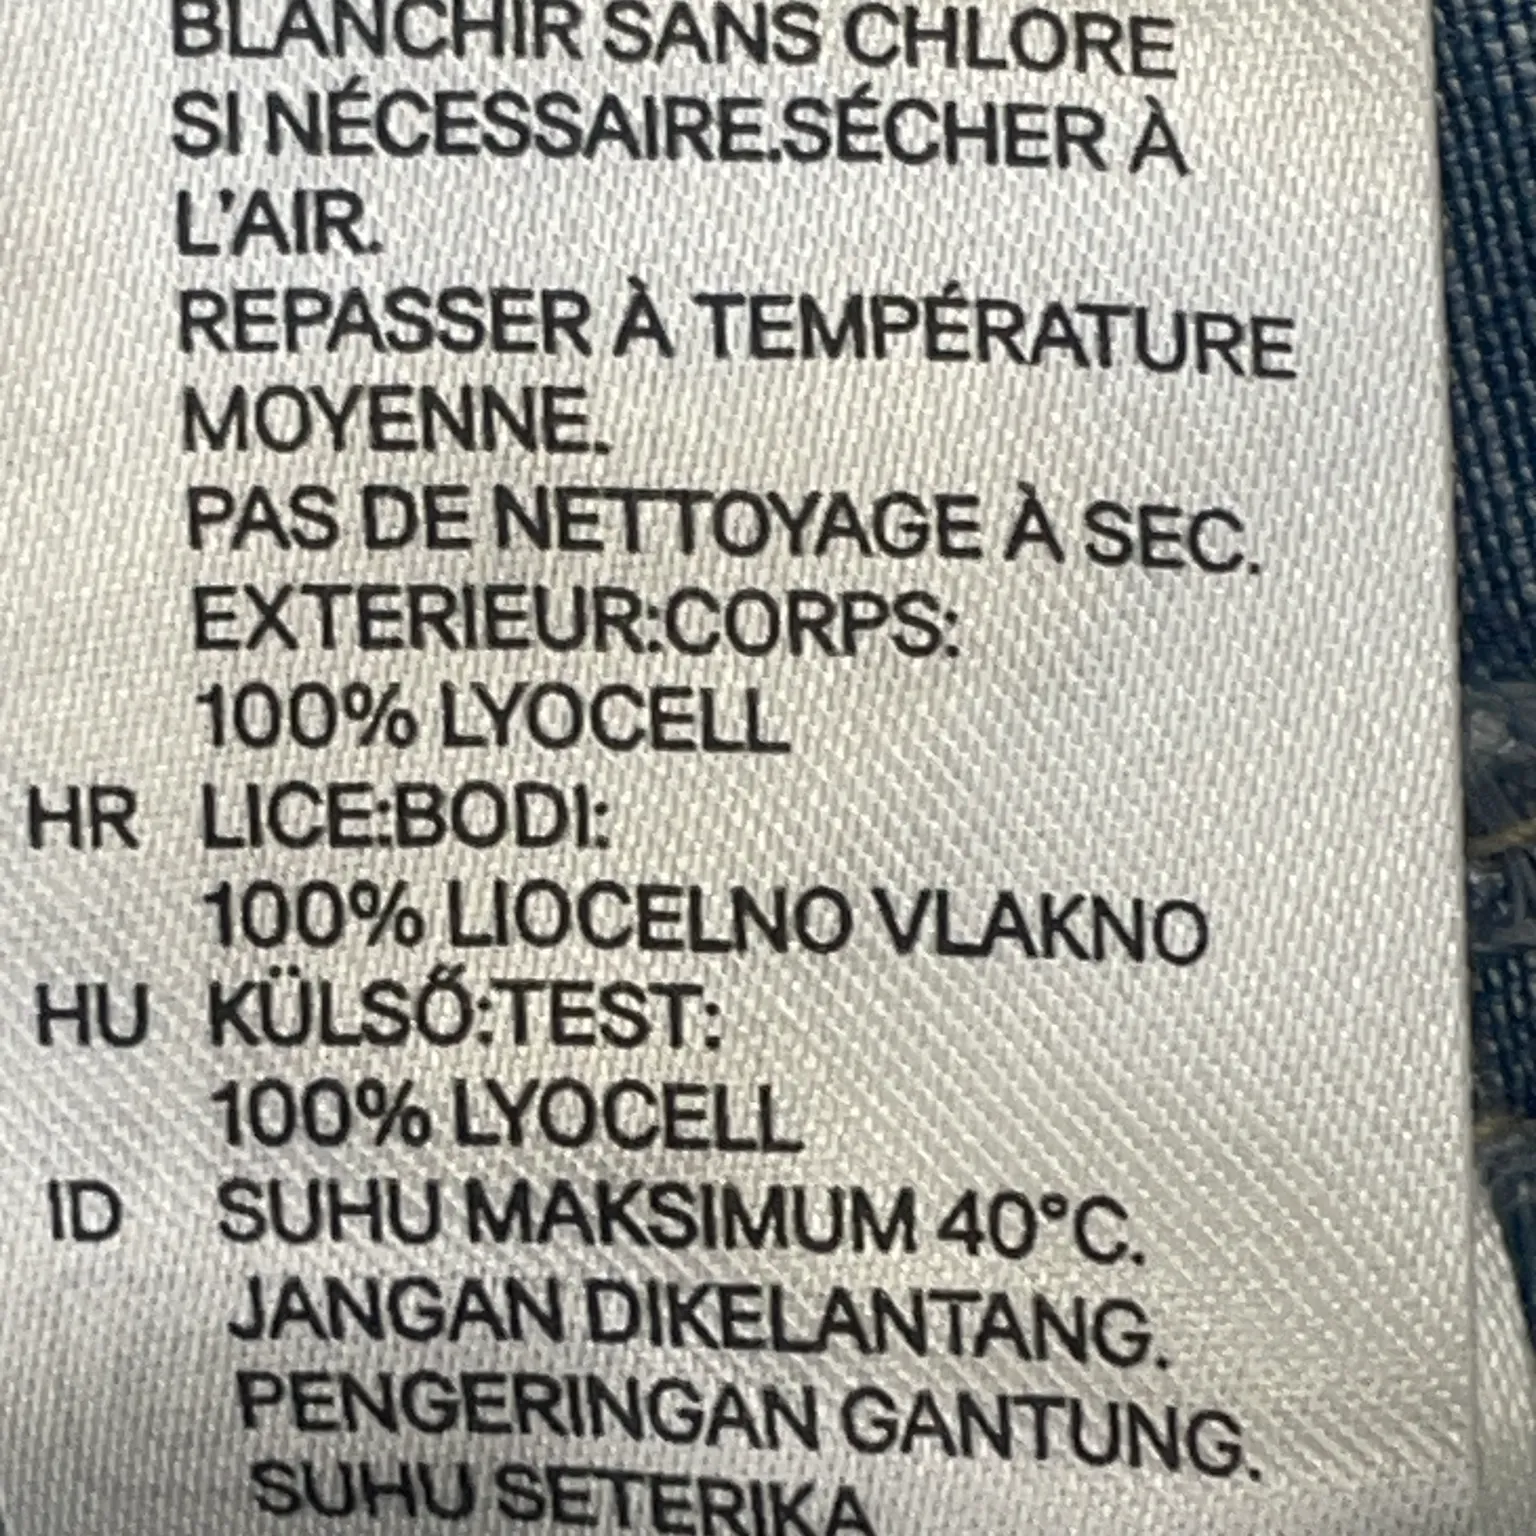 BLANCHIR SANS CHLORE
SI NÉCESSAIRE.SÉCHER À
L'AIR.
REPASSER À TEMPÉRATURE
MOYENNE.
PAS DE NETTOYAGE À SEC.
EXTERIEUR:CORPS:
100% LYOCELL
HR LICE:BODI:
100% LIOCELNO VLAKNO
HU KÜLSŐ:TEST:
100% LYOCELL
ID SUHU MAKSIMUM 40°C.
JANGAN DIKELANTANG.
PENGERINGAN GANTUNG.
SUHU SETERIKA